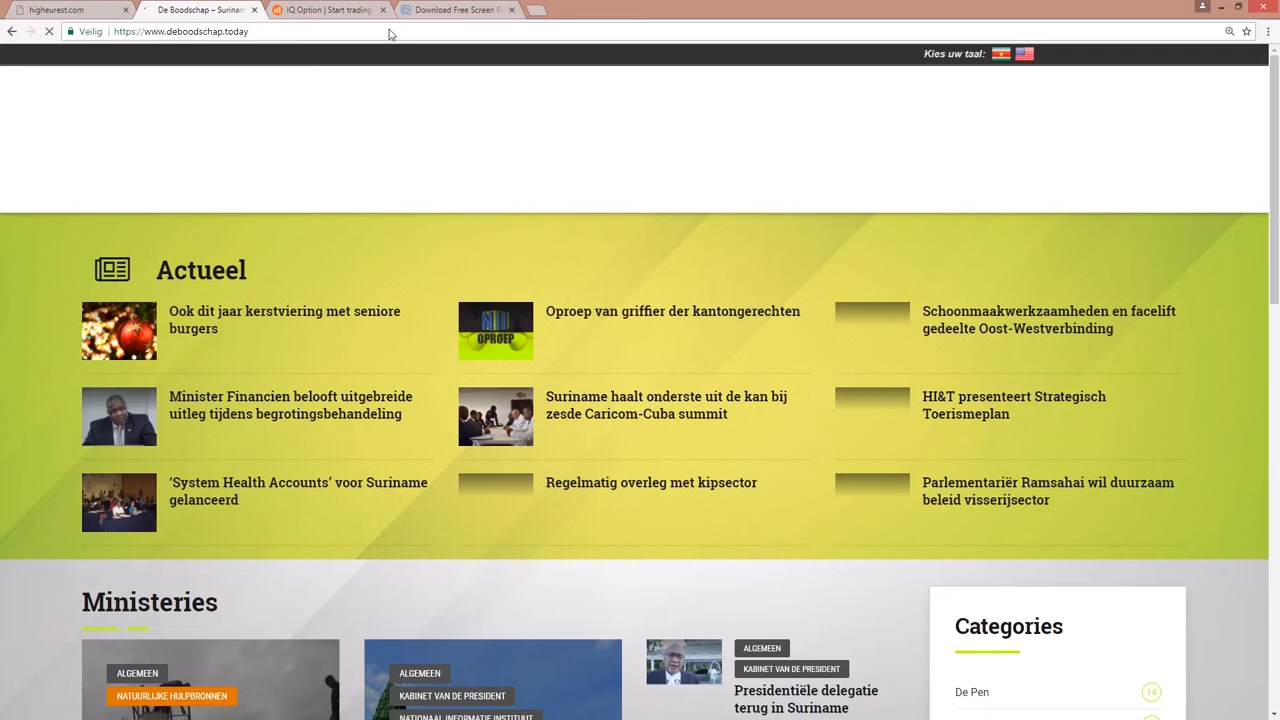 higheurest.com
De Boodschap – Surinam
IQ Option | Start trading
Download Free Screen R
Veilig
https://www.deboodschap.today
Kies uw taal:
Actueel
Ook dit jaar kerstviering met seniore
burgers
Oproep van griffier der kantongerechten
OPROEP
Schoonmaakwerkzaamheden en facelift
gedeelte Oost-Westverbinding
Minister Financien belooft uitgebreide
uitleg tijdens begrotingsbehandeling
Suriname haalt onderste uit de kan bij
zesde Caricom-Cuba summit
HI&T presenteert Strategisch
Toerismeplan
‘System Health Accounts’ voor Suriname
gelanceerd
Regelmatig overleg met kipsector
Parlementariër Ramsahai wil duurzaam
beleid visserijsector
Ministeries
ALGEMEEN
NATUURLIJKE HULPBRONNEN
ALGEMEEN
KABINET VAN DE PRESIDENT
NATIONAAL INFORMATIE INSTITUUT
ALGEMEEN
KABINET VAN DE PRESIDENT
Presidentiële delegatie
terug in Suriname
Categories
De Pen
14